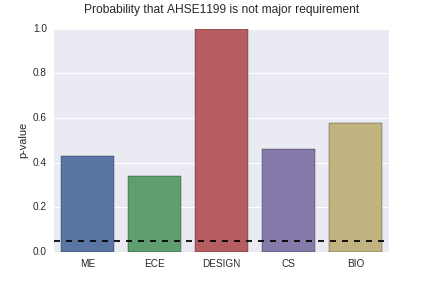 Probability that AHSE1199 is not major requirement
p-value
1.0
0.8
0.6
0.4
0.2
0.0
ME ECE DESIGN CS BIO